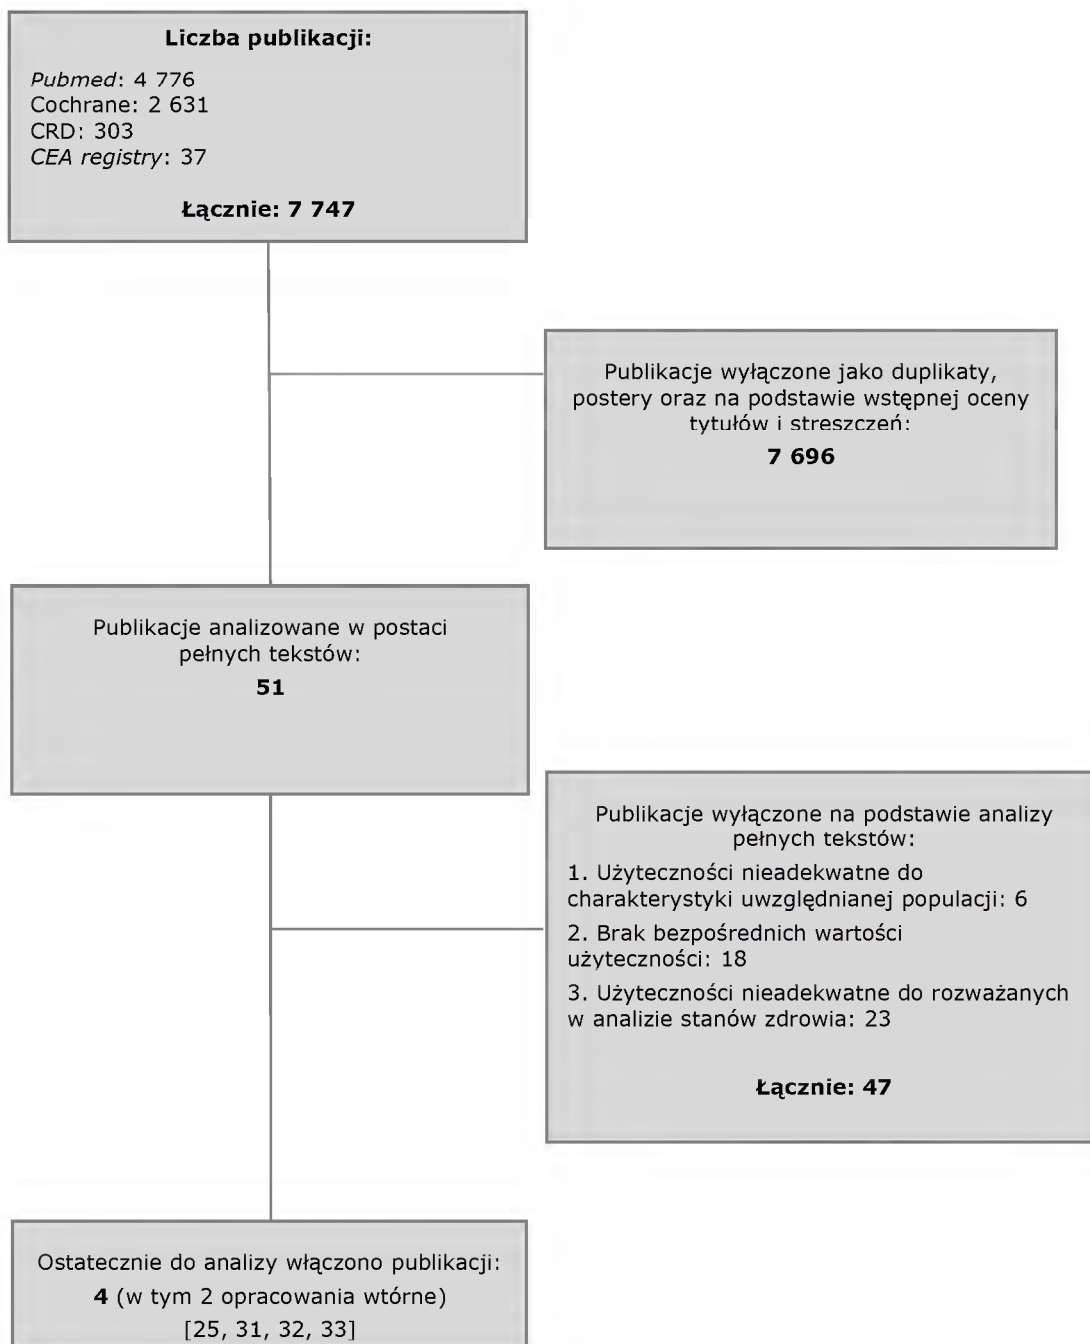 Liczba publikacji:
Pubmed: 4 776
Cochrane: 2 631
CRD: 303
CEA registry: 37
Łącznie: 7 747
Publikacje wyłączone jako duplikaty,
postery oraz na podstawie wstępnej oceny
tytułów i streszczeń:
7 696
Publikacje analizowane w postaci
pełnych tekstów:
51
Publikacje wyłączone na podstawie analizy
pełnych tekstów:
1. Użyteczności nieadekwatne do
charakterystyki uwzględnianej populacji: 6
2. Brak bezpośrednich wartości
użyteczności: 18
3. Użyteczności nieadekwatne do rozważanych
w analizie stanów zdrowia: 23
Łącznie: 47
Ostatecznie do analizy włączono publikacji:
4 (w tym 2 opracowania wtórne)
[25, 31, 32, 33]